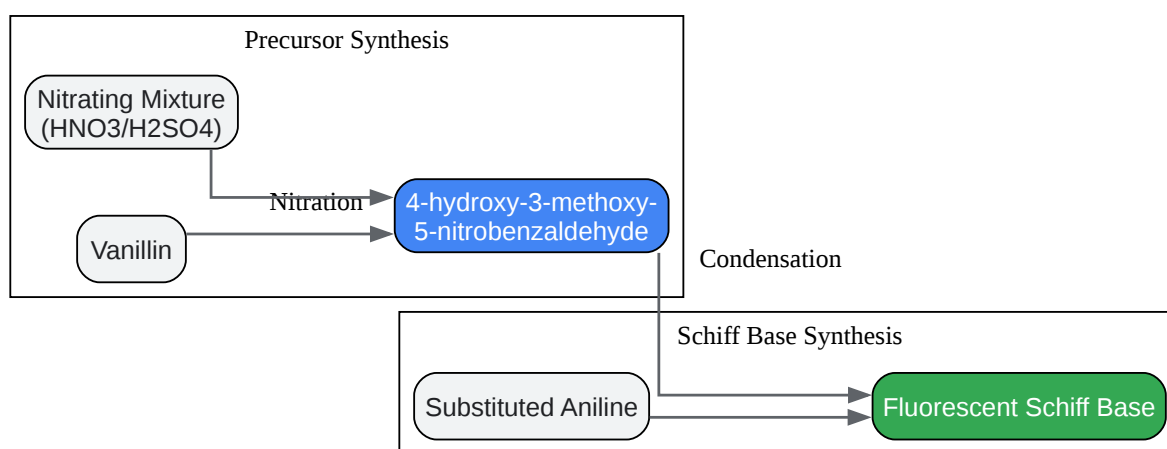 Precursor Synthesis
Nitrating Mixture
(HNO3/H2SO4)
Nitration
4-hydroxy-3-methoxy-
5-nitrobenzaldehyde
Vanillin
Condensation
Schiff Base Synthesis
Substituted Aniline
Fluorescent Schiff Base